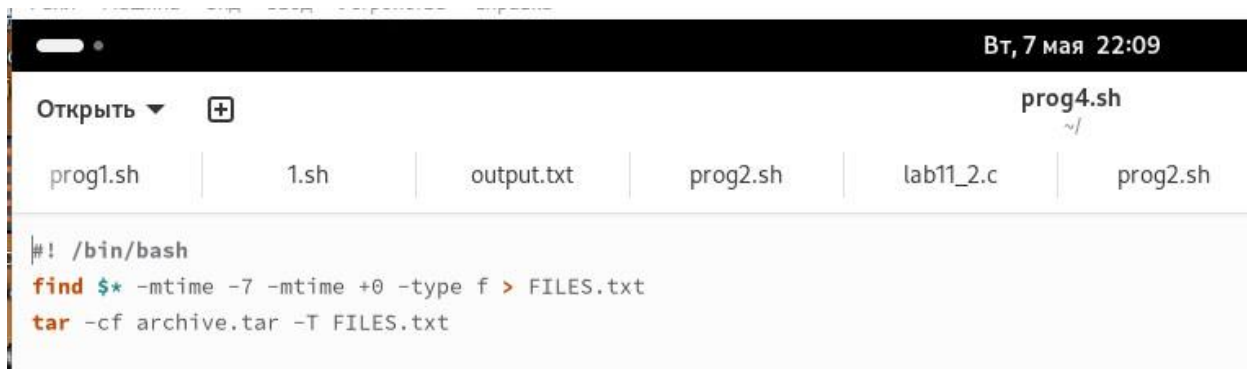 Вт, 7 мая 22:09
Открыть
prog4.sh
~/
prog1.sh 1.sh output.txt prog2.sh lab11_2.c prog2.sh
#! /bin/bash
find $* -mtime -7 -mtime +0 -type f > FILES.txt
tar -cf archive.tar -T FILES.txt